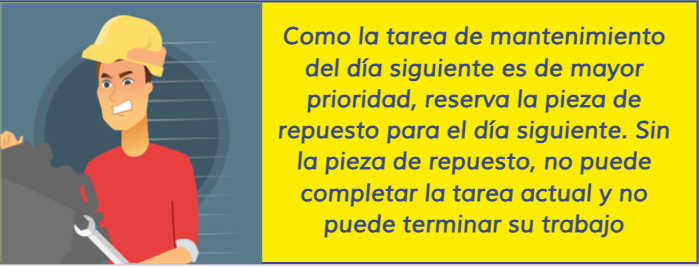 Como la tarea de mantenimiento
del día siguiente es de mayor
prioridad, reserva la pieza de
repuesto para el día siguiente. Sin
la pieza de repuesto, no puede
completar la tarea actual y no
puede terminar su trabajo